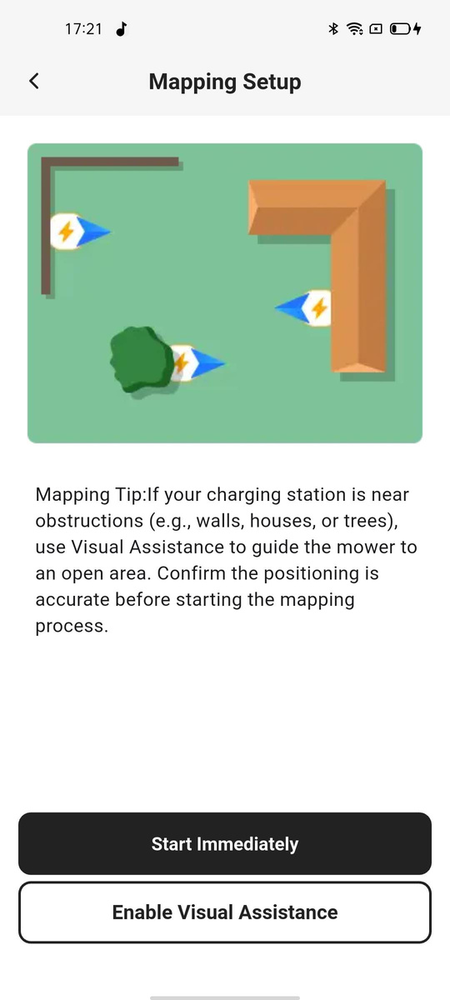 17:21
Mapping Setup
Mapping Tip:If your charging station is near
obstructions (e.g., walls, houses, or trees),
use Visual Assistance to guide the mower to
an open area. Confirm the positioning is
accurate before starting the mapping
process.
Start Immediately
Enable Visual Assistance